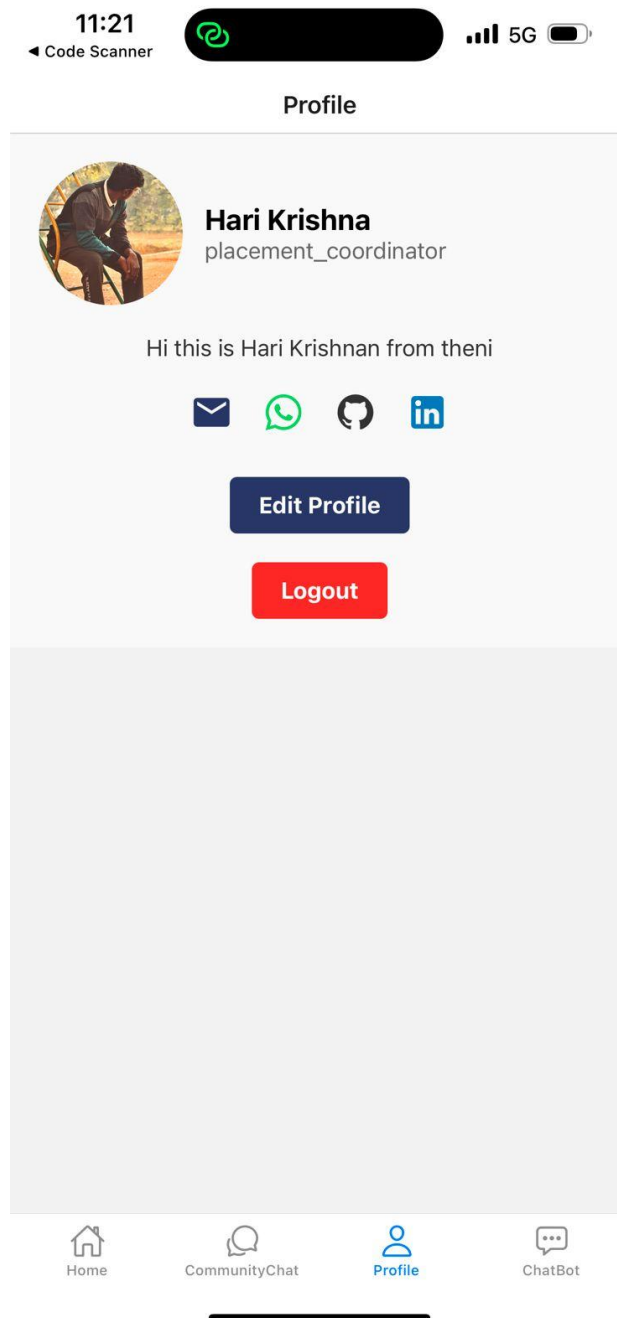 11:21
5G
◀ Code Scanner
Profile
Hari Krishna
placement_coordinator
Hi this is Hari Krishnan from theni
in
Edit Profile
Logout
Home
CommunityChat
Profile
ChatBot